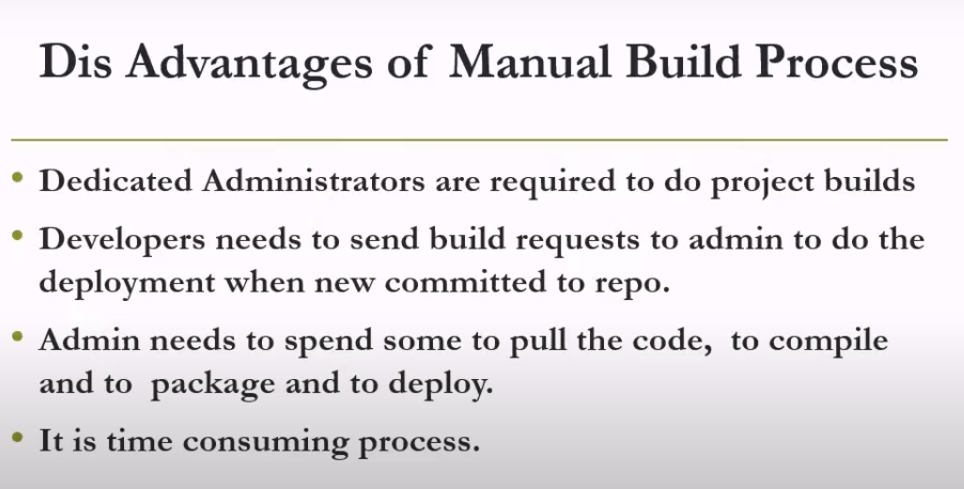 Dis Advantages of Manual Build Process
• Dedicated Administrators are required to do project builds
• Developers needs to send build requests to admin to do the
deployment when new committed to repo.
• Admin needs to spend some to pull the code, to compile
and to package and to deploy.
• It is time consuming process.